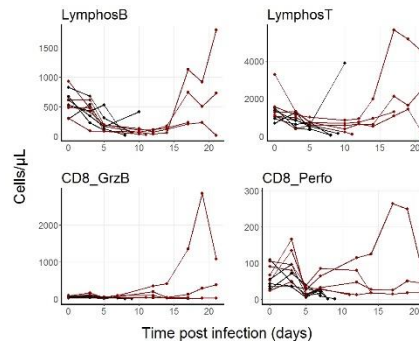 LymphosB LymphosT
1500
1000
500
0
0 5 10 15 20
4000
2000
0
0 5 10 15 20
CD8_GrzB CD8_Perfo
2000
0
0 5 10 15 20
300
200
100
0
0 5 10 15 20
Cells/µL
Time post infection (days)